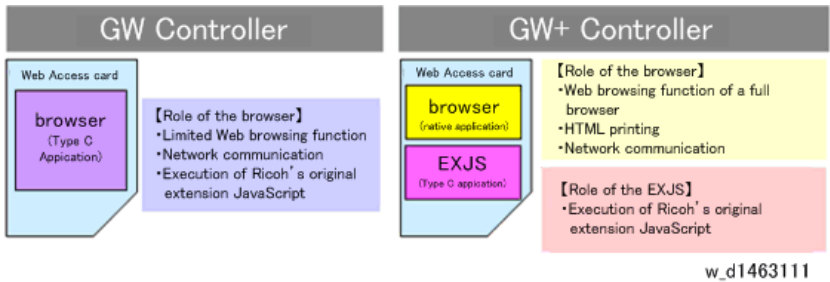 GW Controller
Web Access card
browser
(Type C
Appication)
【Role of the browser】
・Limited Web browsing function
・Network communication
・Execution of Ricoh's original
extension JavaScript
GW+ Controller
Web Access card
browser
(native application)
EXJS
(Type C appication)
【Role of the browser】
・Web browsing function of a full
browser
・HTML printing
・Network communication
【Role of the EXJS】
・Execution of Ricoh's original
extension JavaScript
w_d1463111